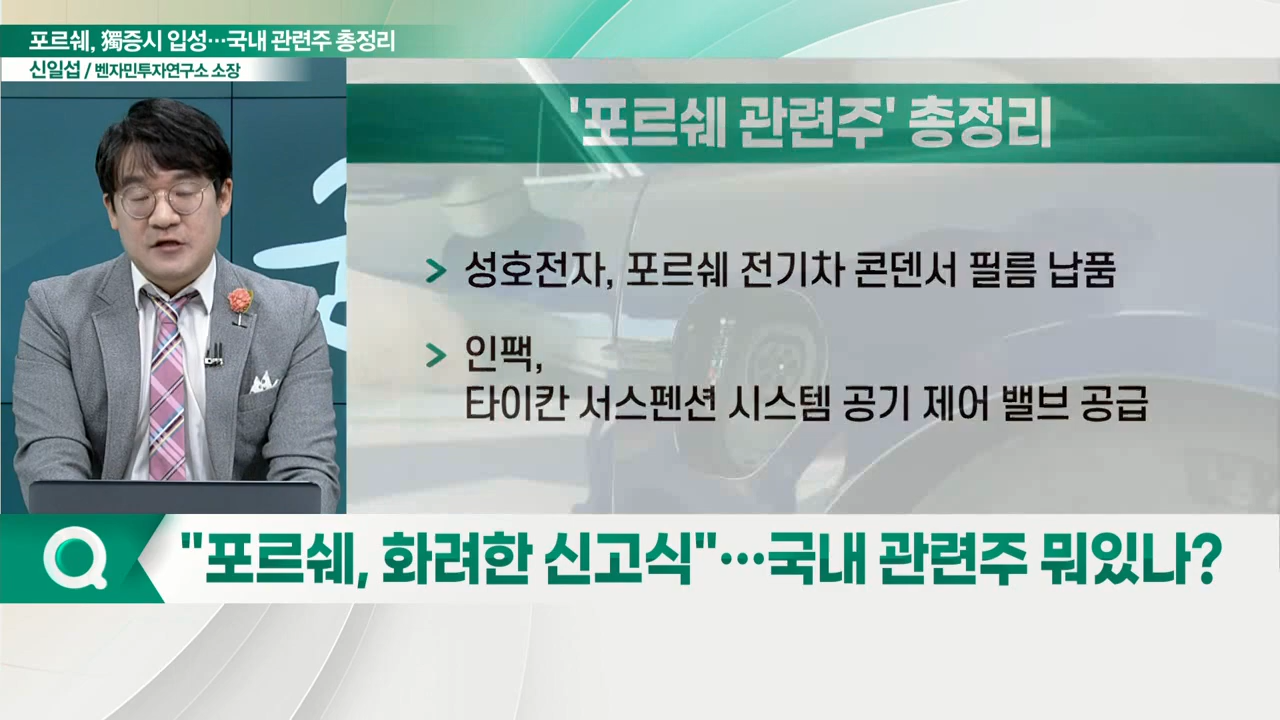 포르쉐, 獨증시 입성…국내 관련주 총정리
신일섭 / 벤자민투자연구소 소장
'포르쉐 관련주' 총정리
> 성호전자, 포르쉐 전기차 콘덴서 필름 납품
> 인팩,
타이칸 서스펜션 시스템 공기 제어 밸브 공급
"포르쉐, 화려한 신고식"…국내 관련주 뭐있나?